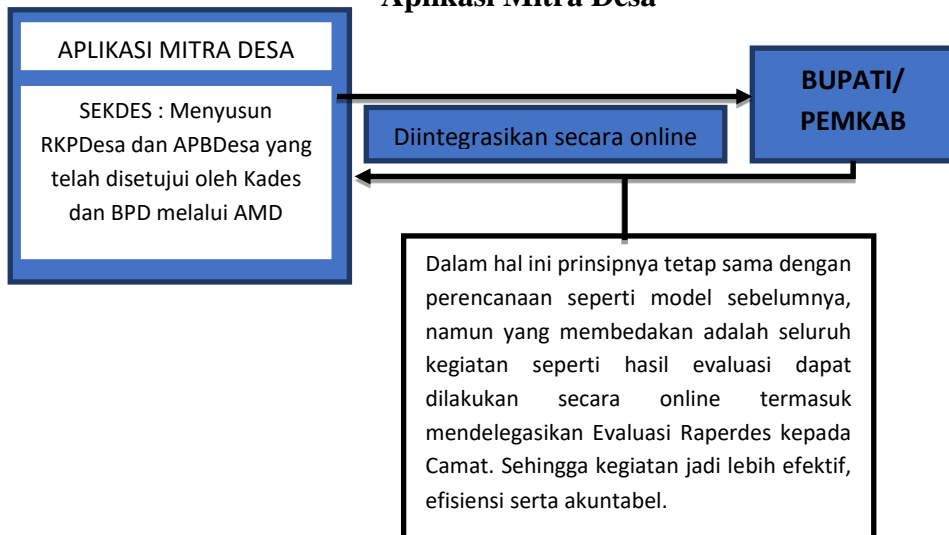 Aplikasi Mitra Desa
APLIKASI MITRA DESA
SEKDES : Menyusun
RKPDesa dan APBDesa yang
telah disetujui oleh Kades
dan BPD melalui AMD
Diintegrasikan secara online
BUPATI/
PEMKAB
Dalam hal ini prinsipnya tetap sama dengan
perencanaan seperti model sebelumnya,
namun yang membedakan adalah seluruh
kegiatan seperti hasil evaluasi dapat
dilakukan secara online termasuk
mendelegasikan Evaluasi Raperdes kepada
Camat. Sehingga kegiatan jadi lebih efektif,
efisiensi serta akuntabel.